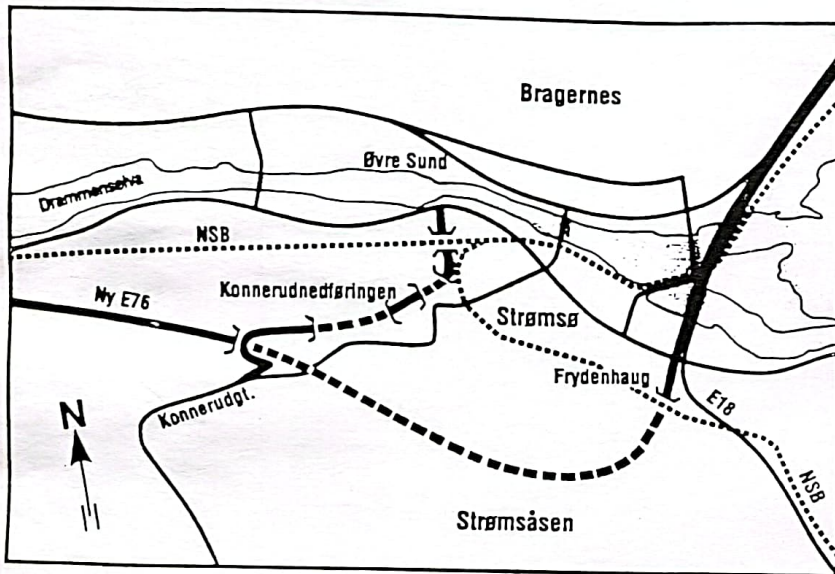 Bragernes
Øvre Sund
Drammenselva
NSB
Konnerudnedføringen
Ny E76
Strømsø
Frydenhaug
Konnerudgt.
E18
N
NSB
Strømsåsen